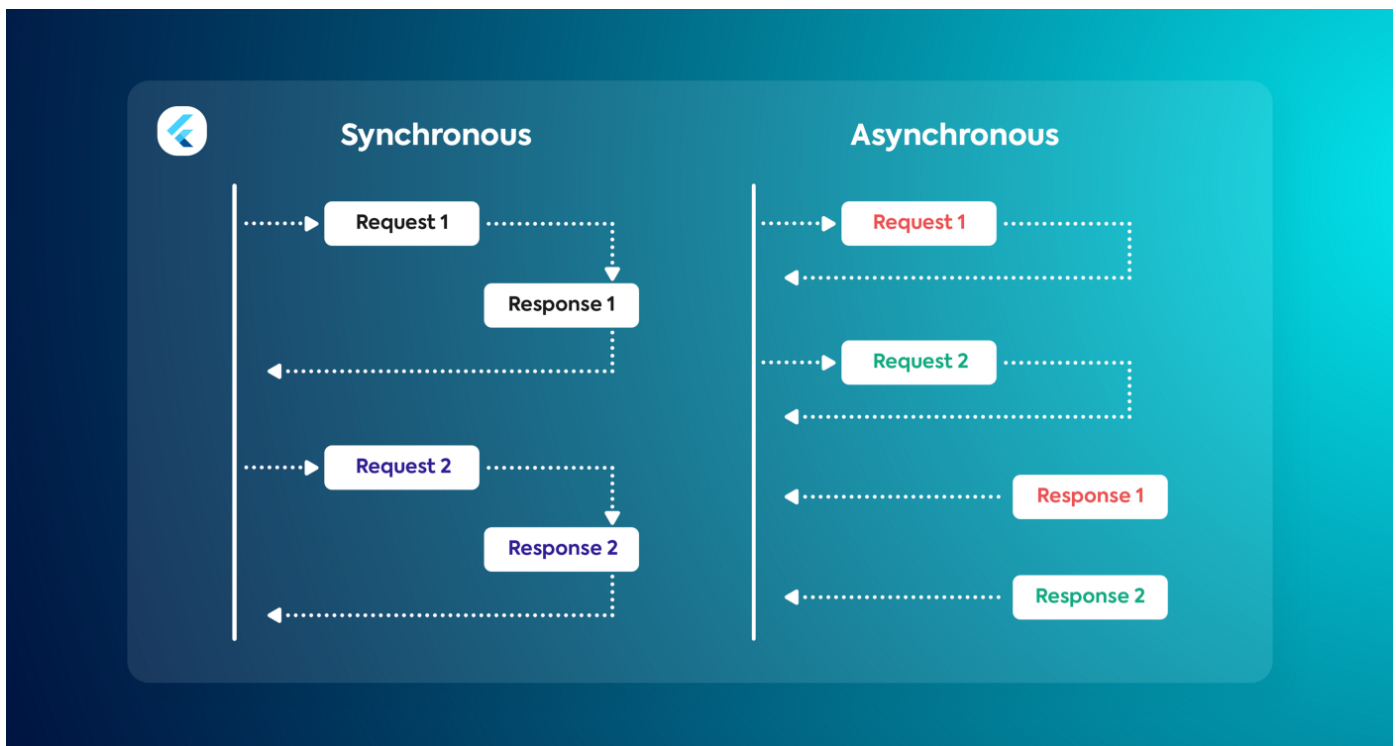 Synchronous
Request 1
Response 1
Request 2
Response 2
Asynchronous
Request 1
Request 2
Response 1
Response 2